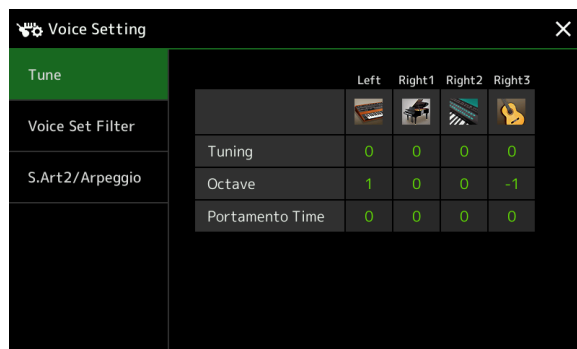 Voice Setting
Tune
Voice Set Filter
S.Art2/Arpeggio
Left Right1 Right2 Right3
Tuning 0 0 0 0
Octave 1 0 0 -1
Portamento Time 0 0 0 0